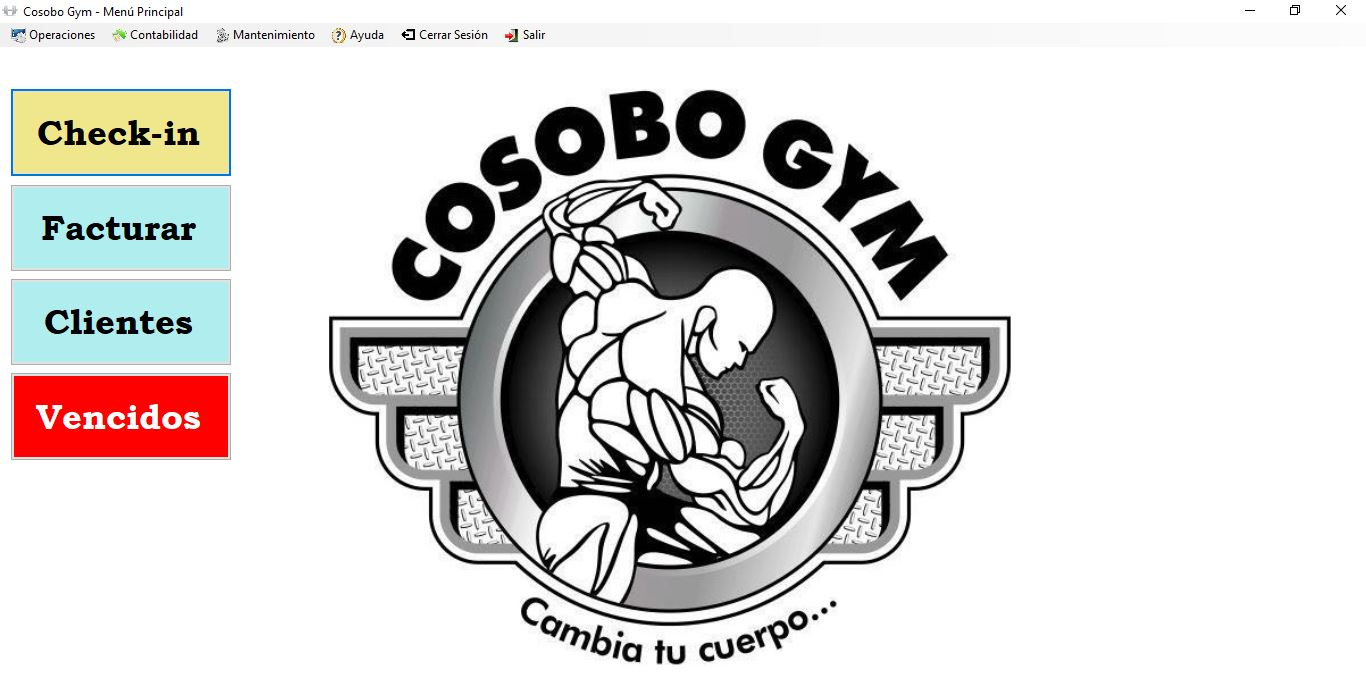 Cosobo Gym - Menú Principal
Operaciones Contabilidad Mantenimiento Ayuda Cerrar Sesión Salir
Check-in
Facturar
Clientes
Vencidos
COSOBO GYM
Cambia tu cuerpo...